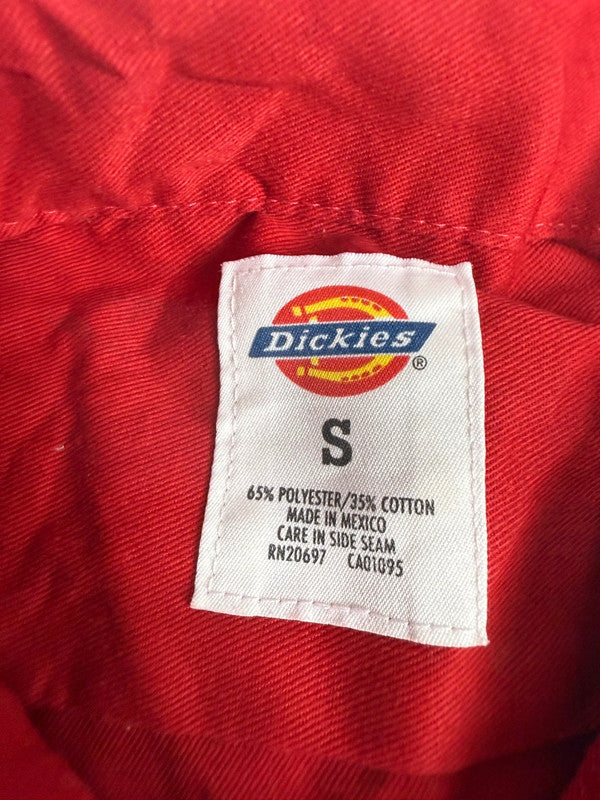 Dickies
®
S
65% POLYESTER/35% COTTON
MADE IN MEXICO
CARE IN SIDE SEAM
RN20697 CA01095